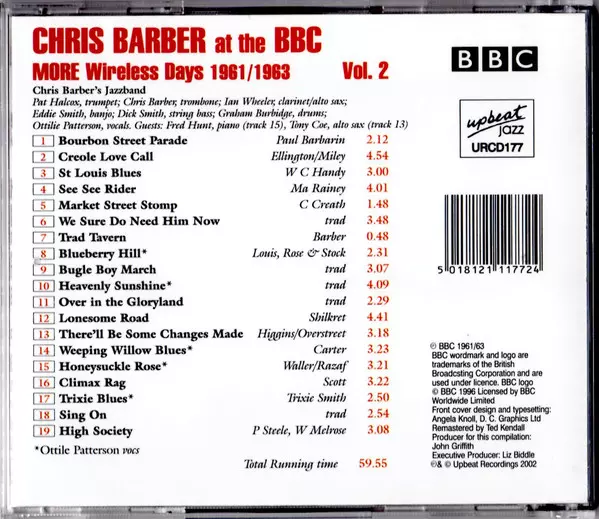 CHRIS BARBER at the BBC
MORE Wireless Days 1961/1963 Vol. 2
Chris Barber's Jazzband
Pat Halcox, trumpet; Chris Barber, trombone; Ian Wheeler, clarinet/alto sax;
Eddie Smith, banjo; Dick Smith, string bass; Graham Burbidge, drums;
Ottilie Patterson, vocals. Guests: Fred Hunt, piano (track 15), Tony Coe, alto sax (track 13)
1 Bourbon Street Parade Paul Barbarin 2.12
2 Creole Love Call Ellington/Miley 4.54
3 St Louis Blues W C Handy 3.00
4 See See Rider Ma Rainey 4.01
5 Market Street Stomp C Creath 1.48
6 We Sure Do Need Him Now trad 3.48
7 Trad Tavern Barber 0.48
8 Blueberry Hill* Louis, Rose & Stock 2.31
9 Bugle Boy March trad 3.07
10 Heavenly Sunshine* trad 4.09
11 Over in the Gloryland trad 2.29
12 Lonesome Road Shilkret 4.41
13 There'll Be Some Changes Made Higgins/Overstreet 3.18
14 Weeping Willow Blues* Carter 3.23
15 Honeysuckle Rose* Waller/Razaf 3.21
16 Climax Rag Scott 3.22
17 Trixie Blues* Trixie Smith 2.50
18 Sing On trad 2.54
19 High Society P Steele, W Melrose 3.08
*Ottile Patterson vocs
Total Running time 59.55
BBC
upbeat
jazz
URCD177
5 018121 117724
℗ BBC 1961/63
BBC wordmark and logo are
trademarks of the British
Broadcsting Corporation and are
used under licence. BBC logo
© BBC 1996 Licensed by BBC
Worldwide Limited
Front cover design and typesetting:
Angela Knoll, D. C. Graphics Ltd
Remastered by Ted Kendall
Producer for this compilation:
John Griffith
Executive Producer: Liz Biddle
℗& © Upbeat Recordings 2002